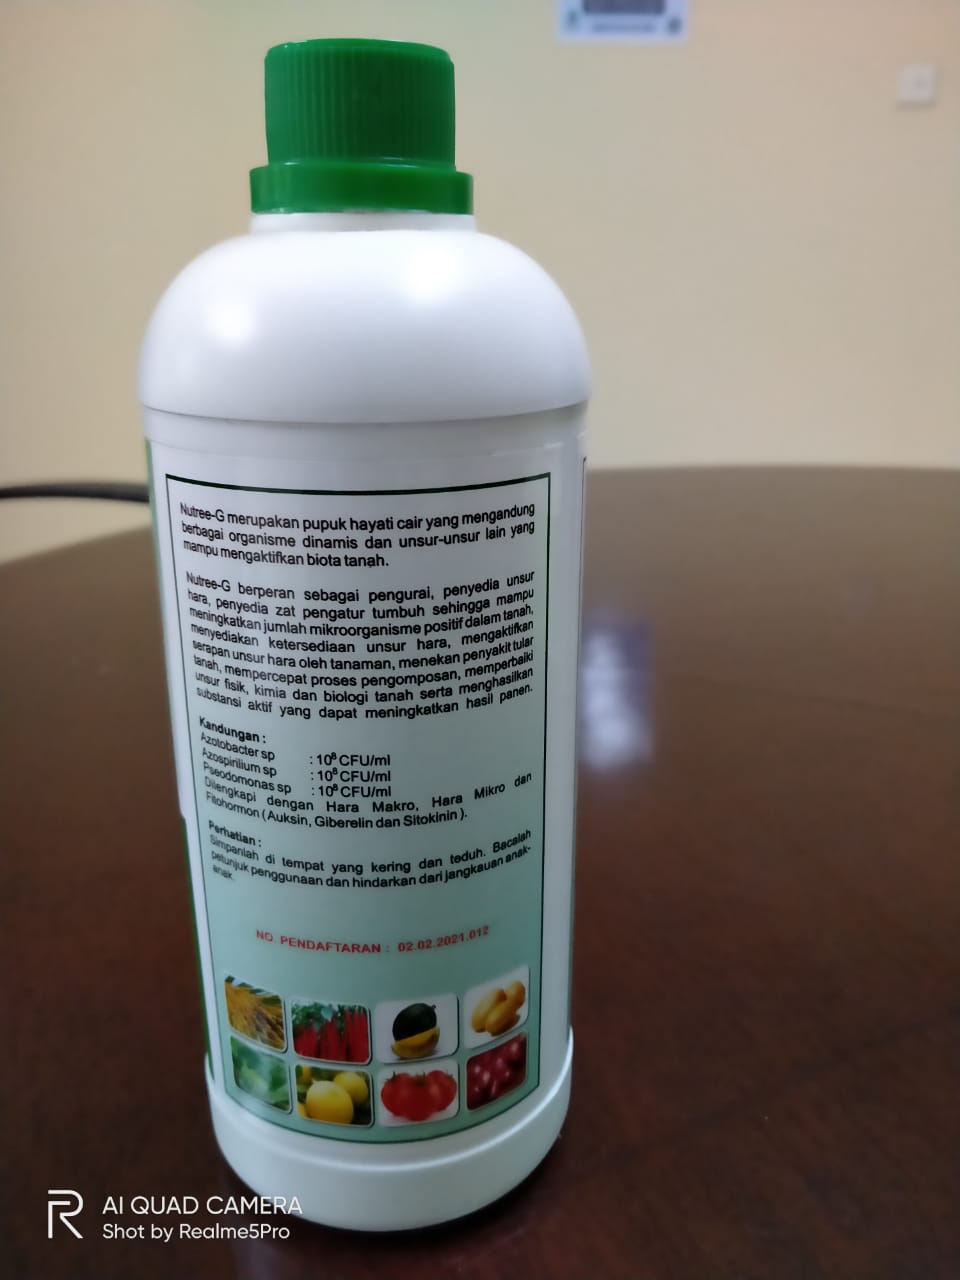 Nutree-G merupakan pupuk hayati cair yang mengandung
berbagai organisme dinamis dan unsur-unsur lain yang
mampu mengaktifkan biota tanah.
Nutree-G berperan sebagai pengurai, penyedia unsur
hara, penyedia zat pengatur tumbuh sehingga mampu
meningkatkan jumlah mikroorganisme positif dalam tanah,
menyediakan ketersediaan unsur hara, mengaktifkan
serapan unsur hara oleh tanaman, menekan penyakit tular
tanah, mempercepat proses pengomposan, memperbaiki
unsur fisik, kimia dan biologi tanah serta menghasilkan
substansi aktif yang dapat meningkatkan hasil panen.
Kandungan :
Azotobacter sp : 10⁸ CFU/ml
Azospirilium sp : 10⁸ CFU/ml
Pseodomonas sp : 10⁸ CFU/ml
Dilengkapi dengan Hara Makro, Hara Mikro dan
Fitohormon ( Auksin, Giberelin dan Sitokinin ).
Perhatian :
Simpanlah di tempat yang kering dan teduh. Bacalah
petunjuk penggunaan dan hindarkan dari jangkauan anak-
anak.
NO. PENDAFTARAN : 02.02.2021.012
R AI QUAD CAMERA
Shot by Realme5Pro